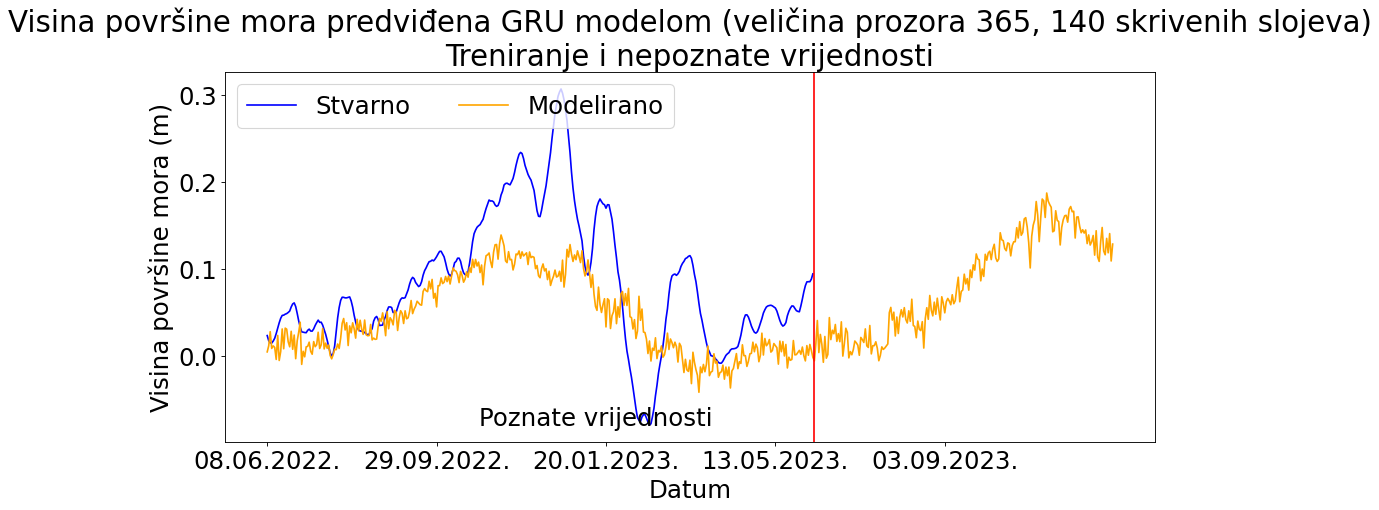 Visina površine mora predviđena GRU modelom (veličina prozora 365, 140 skrivenih slojeva)
Treniranje i nepoznate vrijednosti
Stvarno
Modelirano
Visina površine mora (m)
0.3
0.2
0.1
0.0
Poznate vrijednosti
08.06.2022.
29.09.2022.
20.01.2023.
13.05.2023.
03.09.2023.
Datum